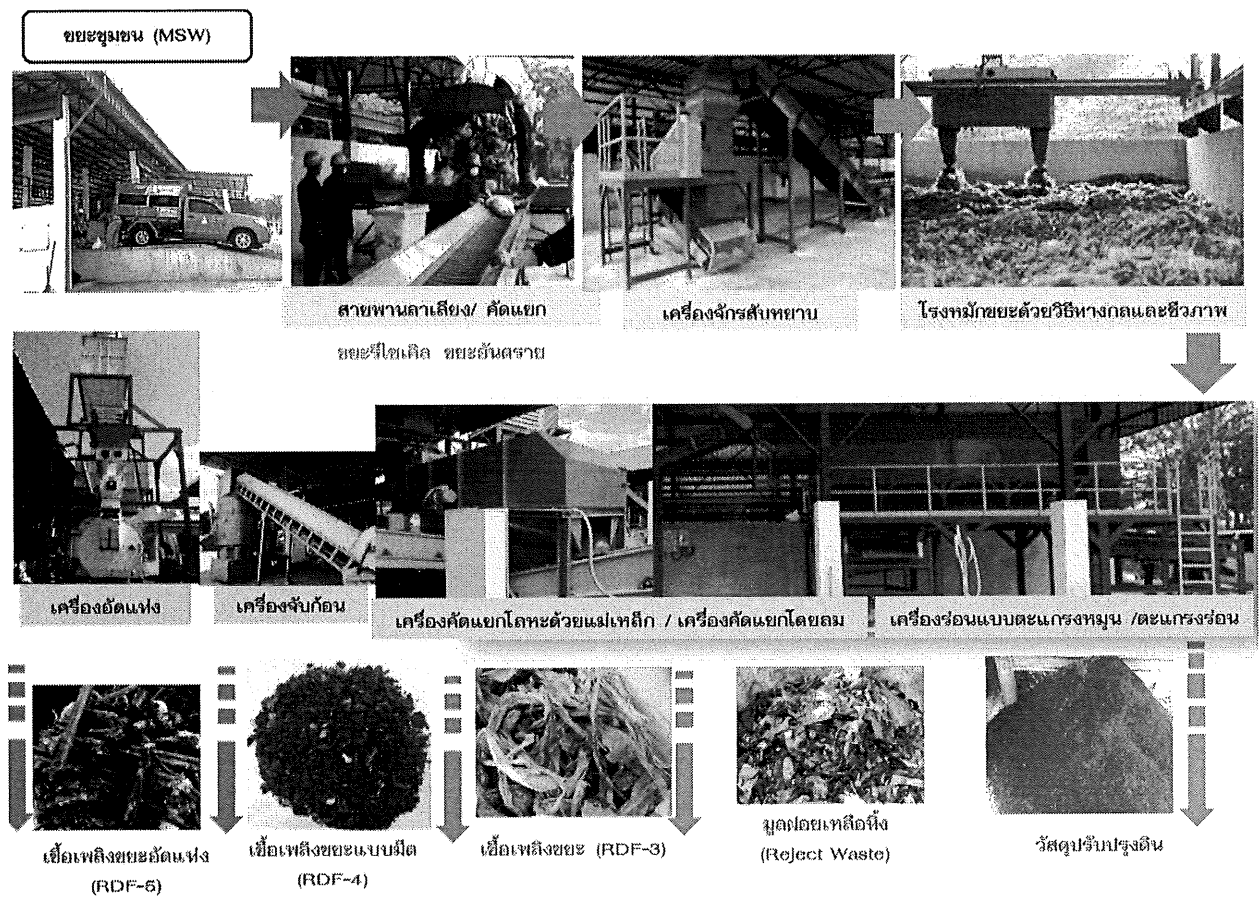 ขยะชุมชน (MSW)
สายพานลาเลียง/ คัดแยก
เครื่องจักรสับหยาบ
โรงหมักขยะด้วยวิธีทางกลและชีวภาพ
ขยะรีไซเคิล ขยะอันตราย
เครื่องอัดแท่ง
เครื่องจับก้อน
เครื่องคัดแยกโลหะด้วยแม่เหล็ก / เครื่องคัดแยกโดยลม
เครื่องร่อนแบบตะแกรงหมุน /ตะแกรงร่อน
เชื้อเพลิงขยะอัดแท่ง
(RDF-5)
เชื้อเพลิงขยะแบบมีด
(RDF-4)
เชื้อเพลิงขยะ (RDF-3)
มูลฝอยเหลือทิ้ง
(Reject Waste)
วัสดุปรับปรุงดิน